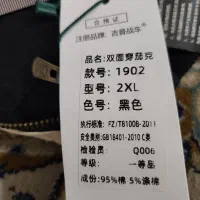 合格证
注册品牌：吉普战车
品名：双面穿茄克
款号：1902
型号：2XL
色号：黑色
执行标准：FZ/T81008-2011
安全类别：GB18401-2010 C类
检验员：Q006
等级：一等品
成份：95%棉 5%涤棉